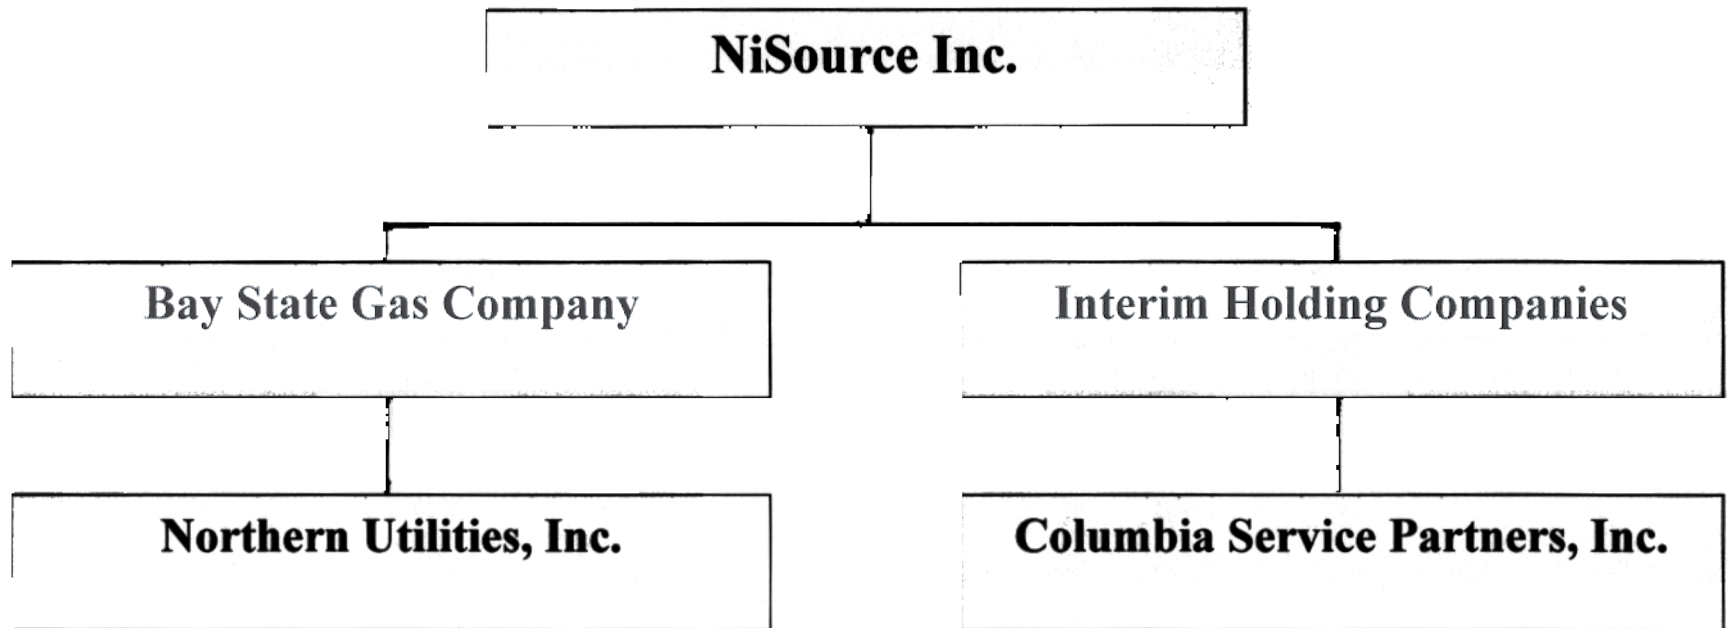 NiSource Inc.
Bay State Gas Company
Interim Holding Companies
Northern Utilities, Inc.
Columbia Service Partners, Inc.